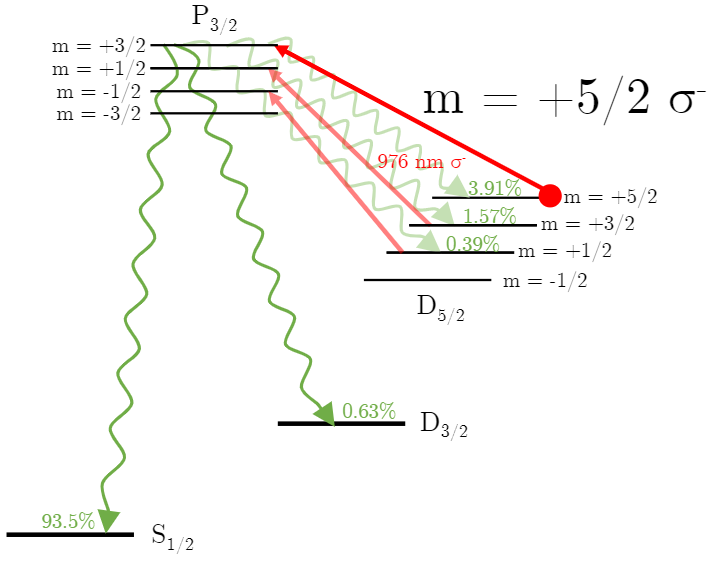 P3/2
m = +3/2
m = +1/2
m = -1/2
m = -3/2
m = +5/2 σ-
976 nm σ-
3.91%
m = +5/2
1.57%
m = +3/2
0.39%
m = +1/2
m = -1/2
D5/2
0.63%
D3/2
93.5%
S1/2